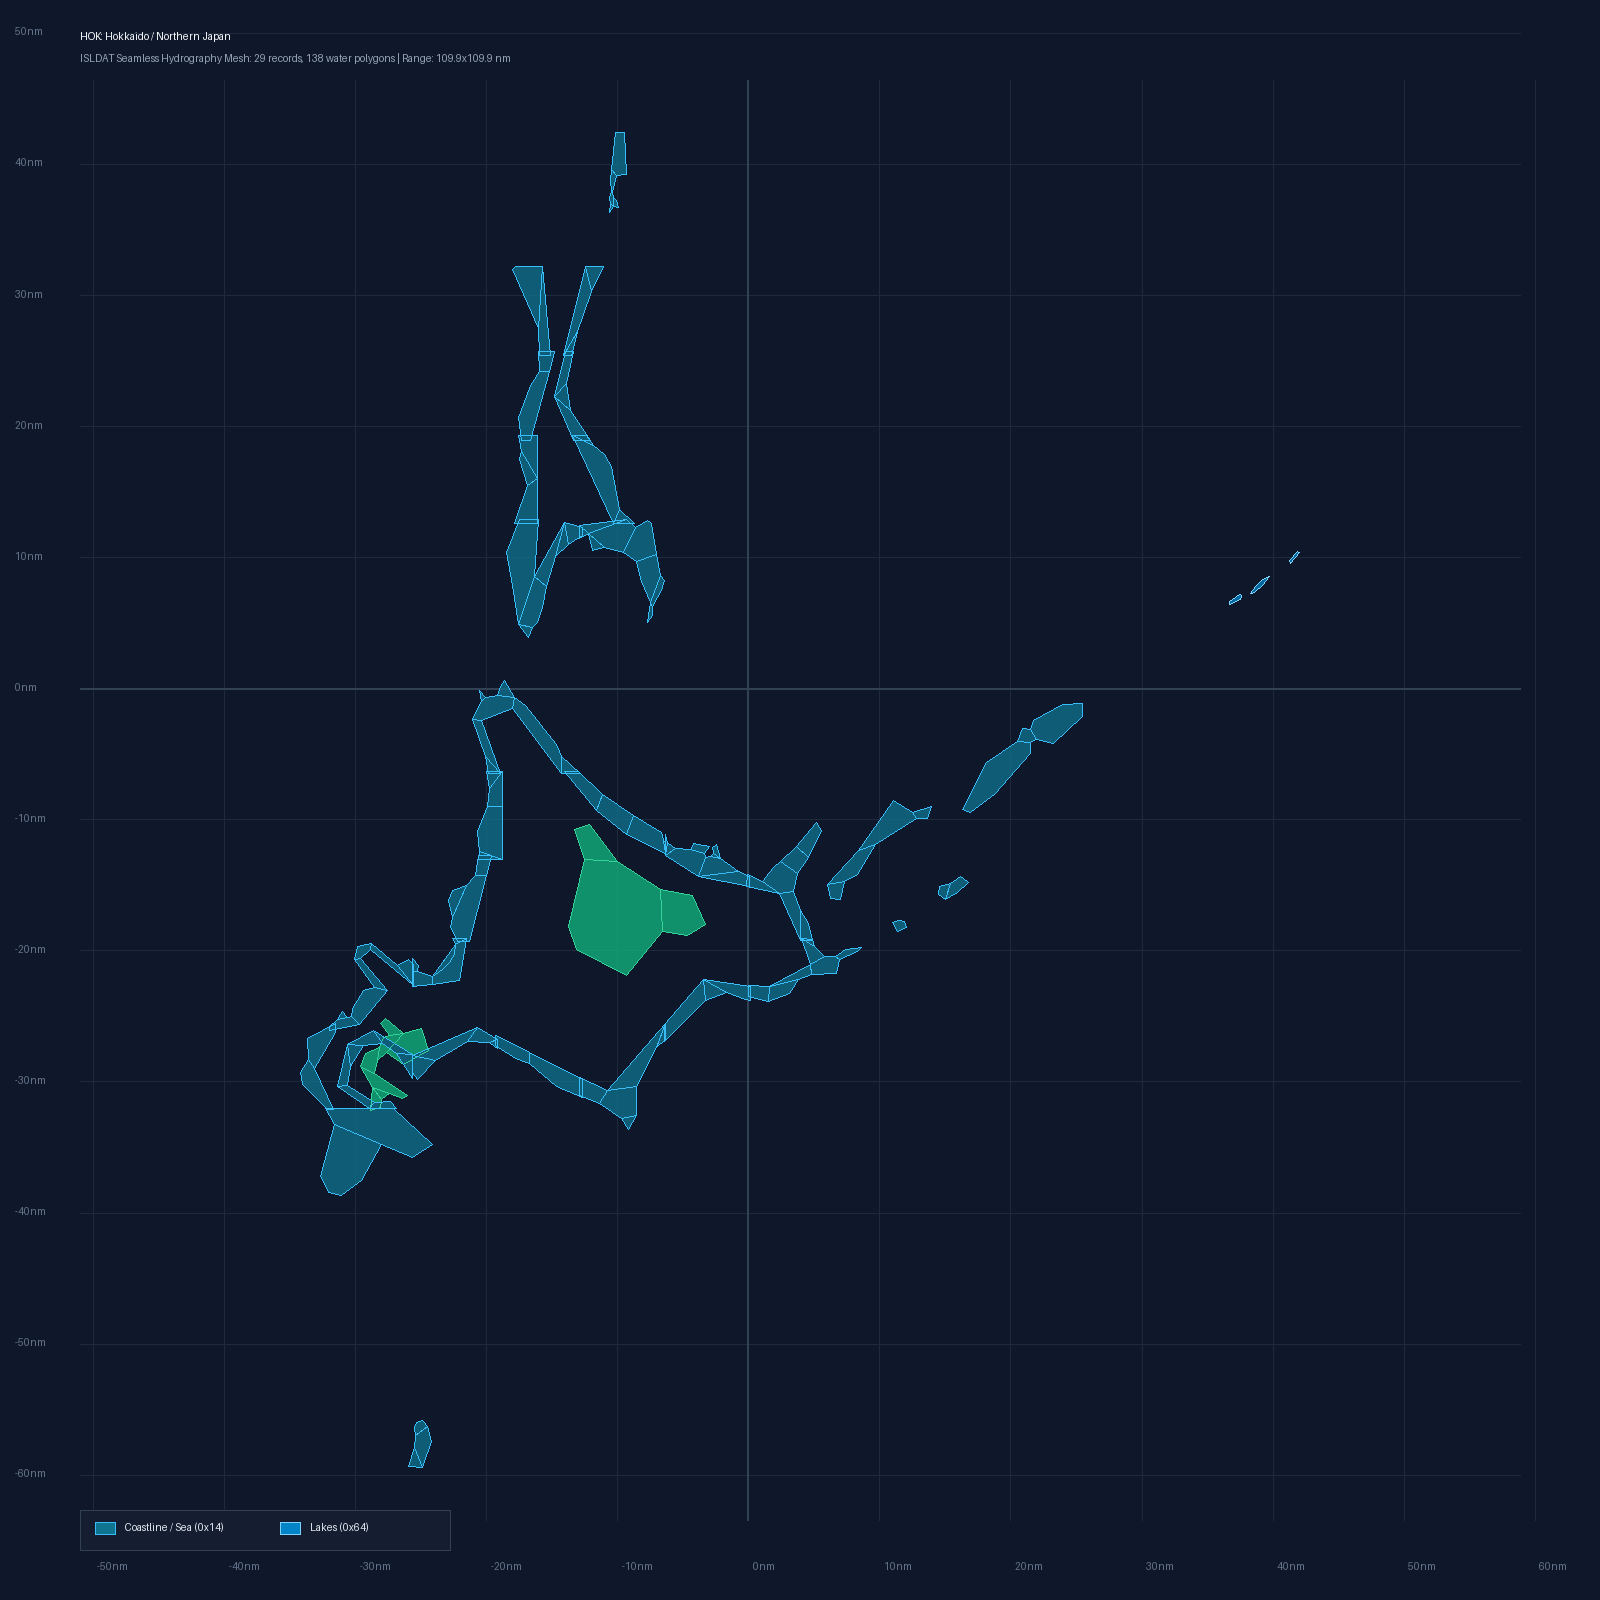 50nm
HOK: Hokkaido / Northern Japan
ISLDAT Seamless Hydrography Mesh: 29 records, 138 water polygons | Range: 109.9x109.9 nm
40nm
30nm
20nm
10nm
0nm
-10nm
-20nm
-30nm
-40nm
-50nm
-60nm
Coastline / Sea (0x14) Lakes (0x64)
-50nm -40nm -30nm -20nm -10nm 0nm 10nm 20nm 30nm 40nm 50nm 60nm